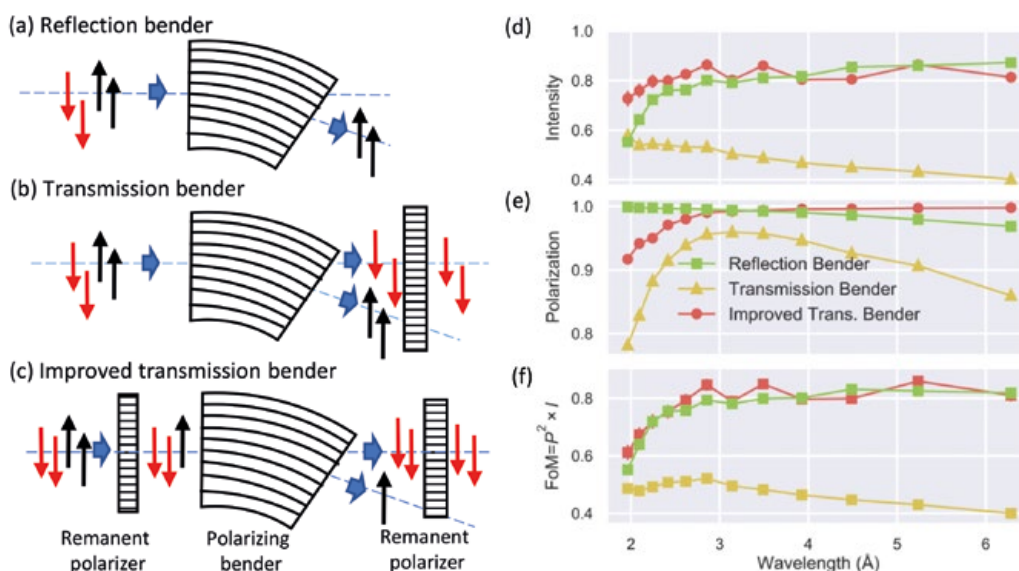 (a) Reflection bender
(b) Transmission bender
(c) Improved transmission bender
Remanent
polarizer
Polarizing
bender
Remanent
polarizer
(d)
Intensity
1.0
0.8
0.6
0.4
(e)
Polarization
1.0
0.9
0.8
Reflection Bender
Transmission Bender
Improved Trans. Bender
(f)
FoM=P² × I
0.8
0.6
0.4
2 3 4 5 6
Wavelength (Å)